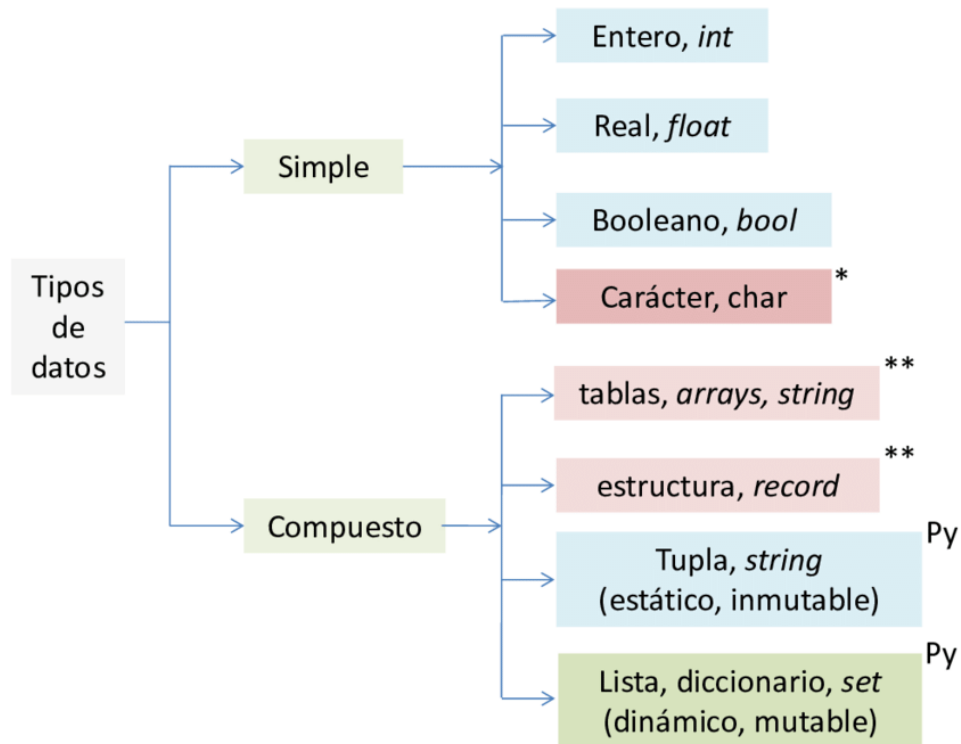 Entero, int
Real, float
Simple
Booleano, bool
Carácter, char *
Tipos
de
datos
tablas, arrays, string **
estructura, record **
Compuesto
Tupla, string
(estático, inmutable) Py
Lista, diccionario, set
(dinámico, mutable) Py